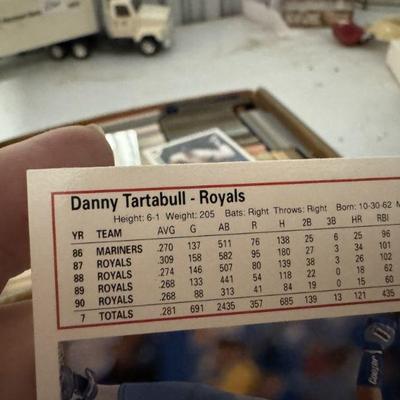 Danny Tartabull - Royals
Height: 6-1 Weight: 205 Bats: Right Throws: Right Born: 10-30-62 M
YR TEAM AVG G AB R H 2B 3B HR RBI
86 MARINERS .270 137 511 76 138 25 6 25 96
87 ROYALS .309 158 582 95 180 27 3 34 101
88 ROYALS .274 146 507 80 139 38 3 26 102
89 ROYALS .268 133 441 54 118 22 0 18 62
90 ROYALS .268 88 313 41 84 19 0 15 60
7 TOTALS .281 691 2435 357 685 139 13 121 435